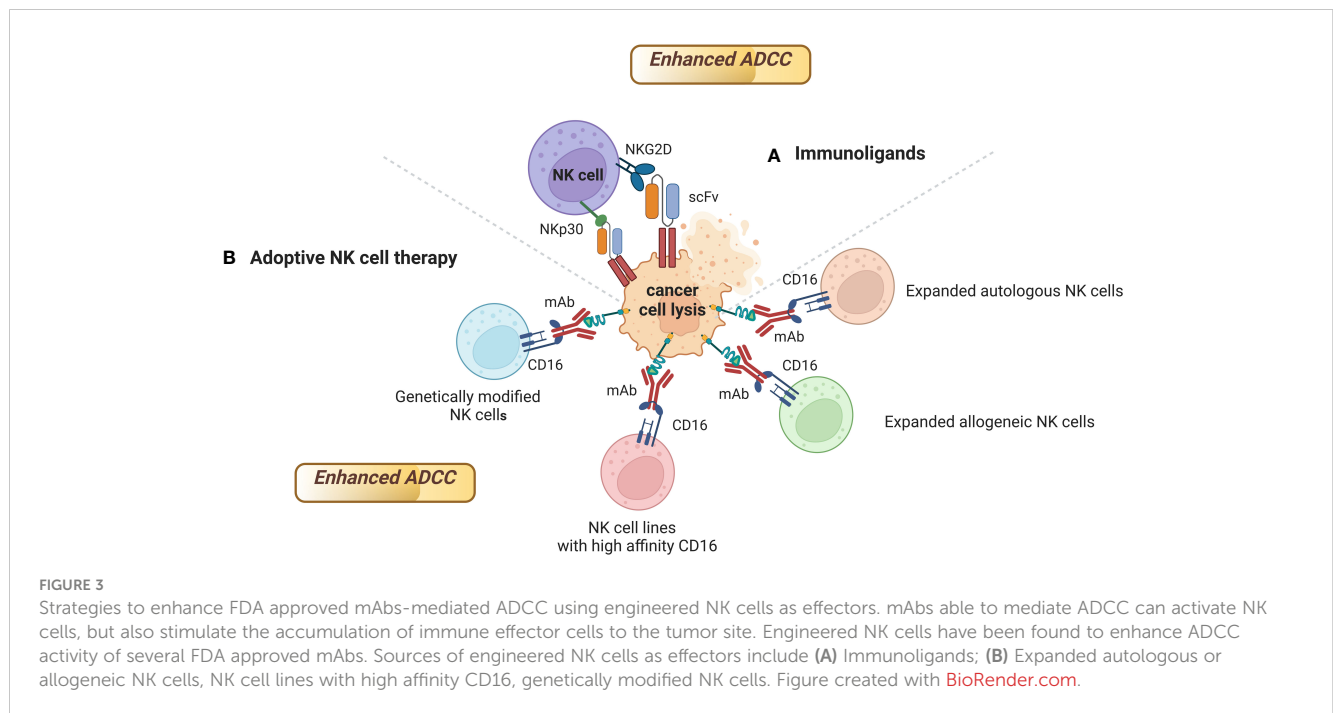 Enhanced ADCC
A Immunoligands
NKG2D
NK cell
scFv
NKp30
B Adoptive NK cell therapy
cancer
cell lysis
CD16
Expanded autologous NK cells
mAb
mAb
CD16
Genetically modified
NK cells
CD16
mAb
Expanded allogeneic NK cells
mAb
CD16
Enhanced ADCC
NK cell lines
with high affinity CD16
FIGURE 3
Strategies to enhance FDA approved mAbs-mediated ADCC using engineered NK cells as effectors. mAbs able to mediate ADCC can activate NK
cells, but also stimulate the accumulation of immune effector cells to the tumor site. Engineered NK cells have been found to enhance ADCC
activity of several FDA approved mAbs. Sources of engineered NK cells as effectors include (A) Immunoligands; (B) Expanded autologous or
allogeneic NK cells, NK cell lines with high affinity CD16, genetically modified NK cells. Figure created with BioRender.com.